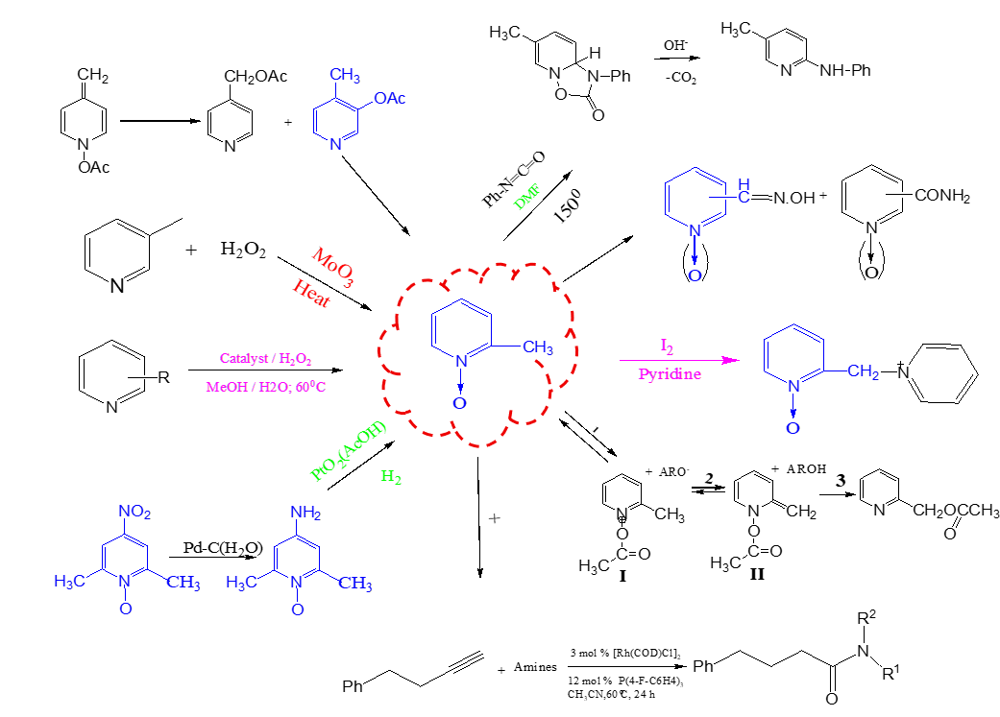 CH2
N
OAc
CH2OAc
N
+
CH3
OAc
N
H3C
H
N
N-Ph
O
O
OH-
-CO2
H3C
N
NH-Ph
Ph-N=C=O
DMF
150⁰
+ H2O2
N
MoO3
Heat
H
C=N.OH
N
(O)
+
CONH2
N
(O)
R
N
Catalyst / H2O2
MeOH / H2O; 60⁰C
CH3
N
O
I2
Pyridine
CH2-N+
N
O
PtO2(AcOH)
H2
NO2
H3C N CH3
O
Pd-C(H2O)
NH2
H3C N CH3
O
+
+ ARO-
N
⊕
CH3
O
C=O
H3C
I
2
+ AROH
N
CH2
O
C=O
H3C
II
3
N
CH2OCCH3
O
Ph
+ Amines
3 mol % [Rh(COD)Cl]2
12 mol % P(4-F-C6H4)3
CH3CN,60°C, 24 h
Ph
O
N
R2
R1